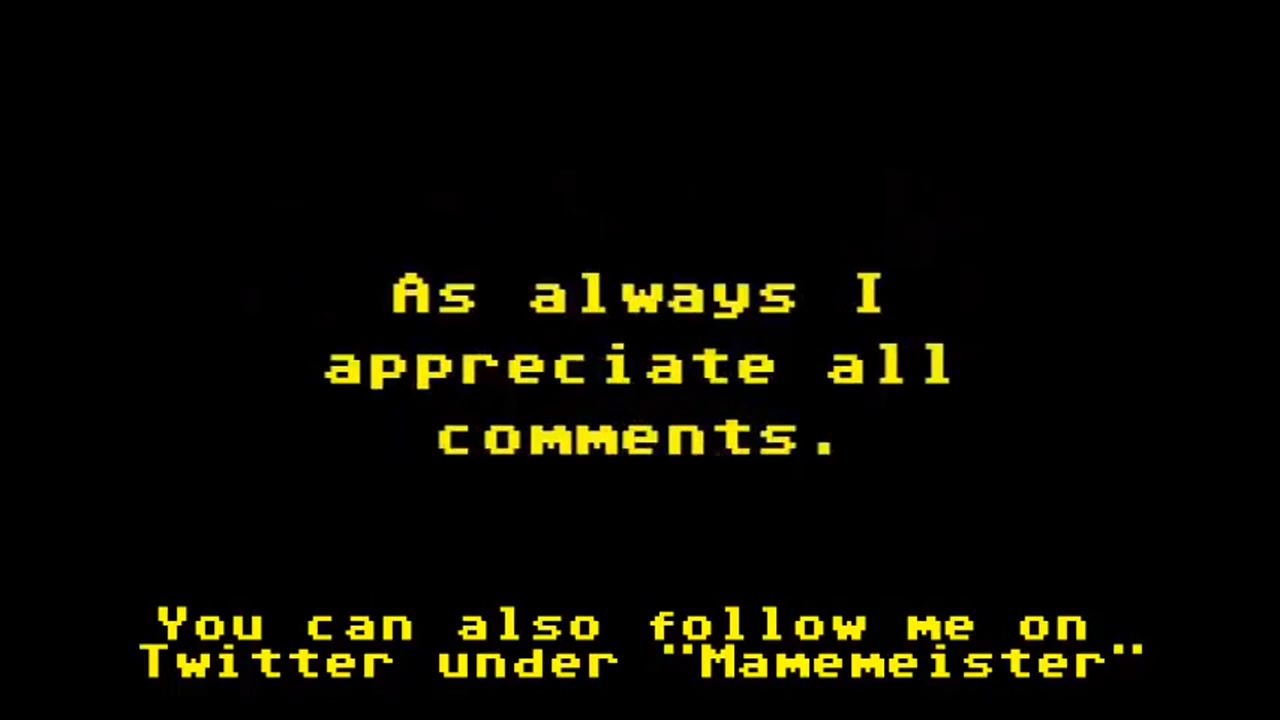 As always I
appreciate all
comments.
You can also follow me on
Twitter under "Mamemeister"